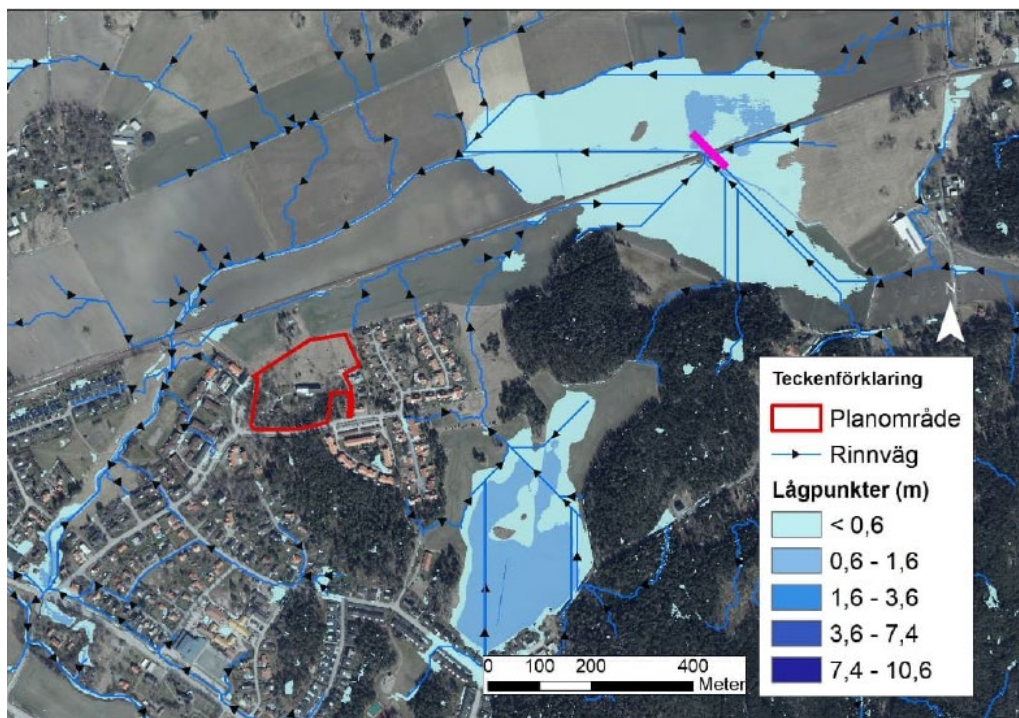 N
Teckenförklaring
Planområde
Rinnväg
Lågpunkter (m)
< 0,6
0,6 - 1,6
1,6 - 3,6
3,6 - 7,4
7,4 - 10,6
0 100 200 400
Meter